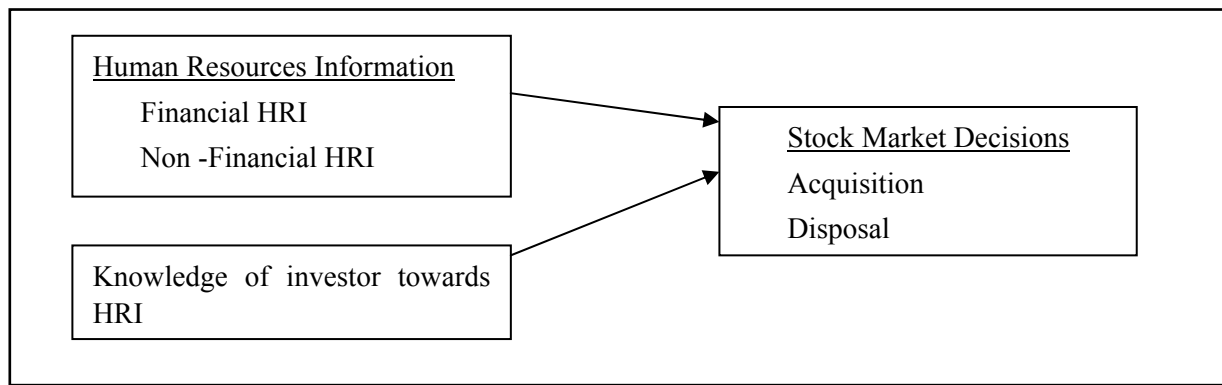 Human Resources Information
Financial HRI
Non -Financial HRI
Knowledge of investor towards
HRI
Stock Market Decisions
Acquisition
Disposal